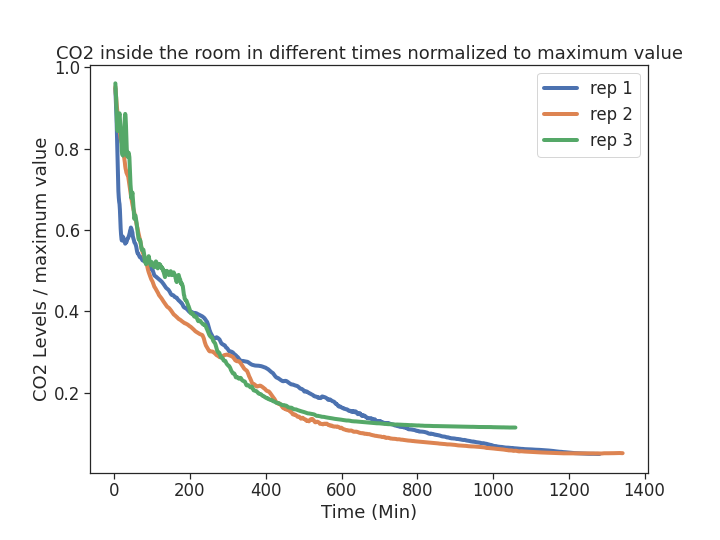 CO2 inside the room in different times normalized to maximum value
1.0
0.8
0.6
0.4
0.2
CO2 Levels / maximum value
rep 1
rep 2
rep 3
0 200 400 600 800 1000 1200 1400
Time (Min)